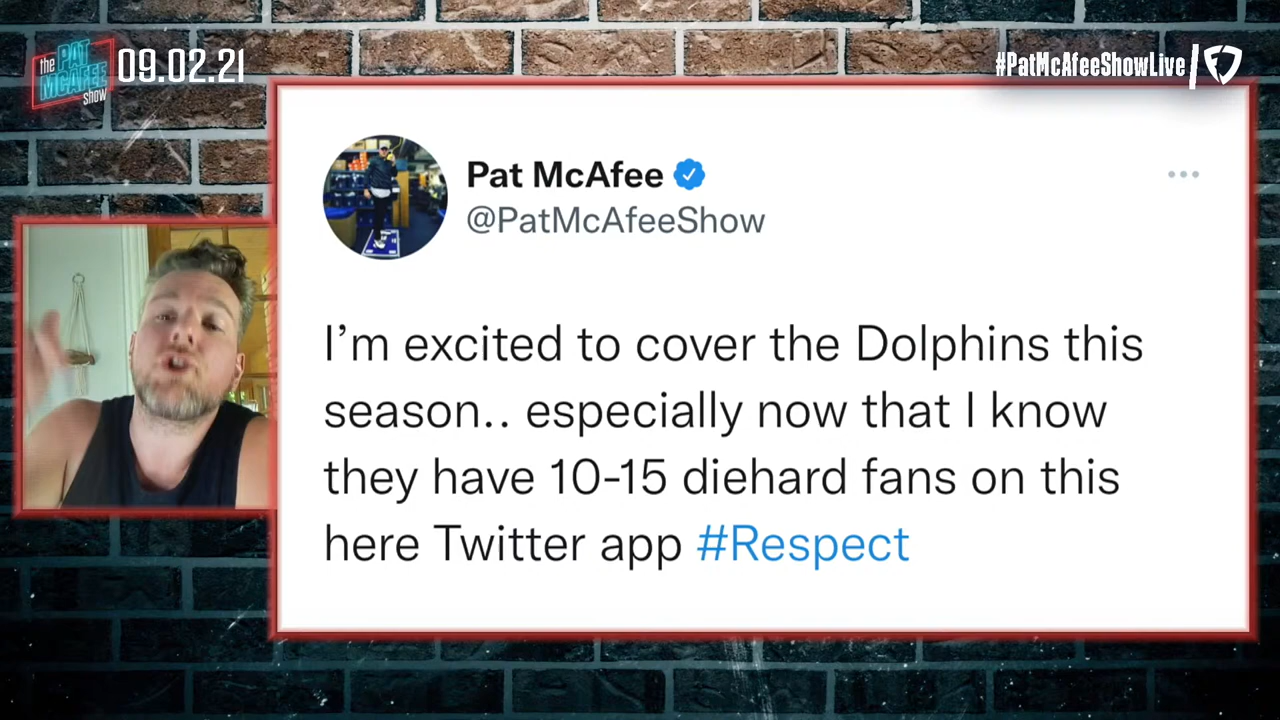 the
PAT
MCAFEE
show
09.02.21
#PatMcAfeeShowLive
Pat McAfee
@PatMcAfeeShow
I’m excited to cover the Dolphins this
season.. especially now that I know
they have 10-15 diehard fans on this
here Twitter app #Respect